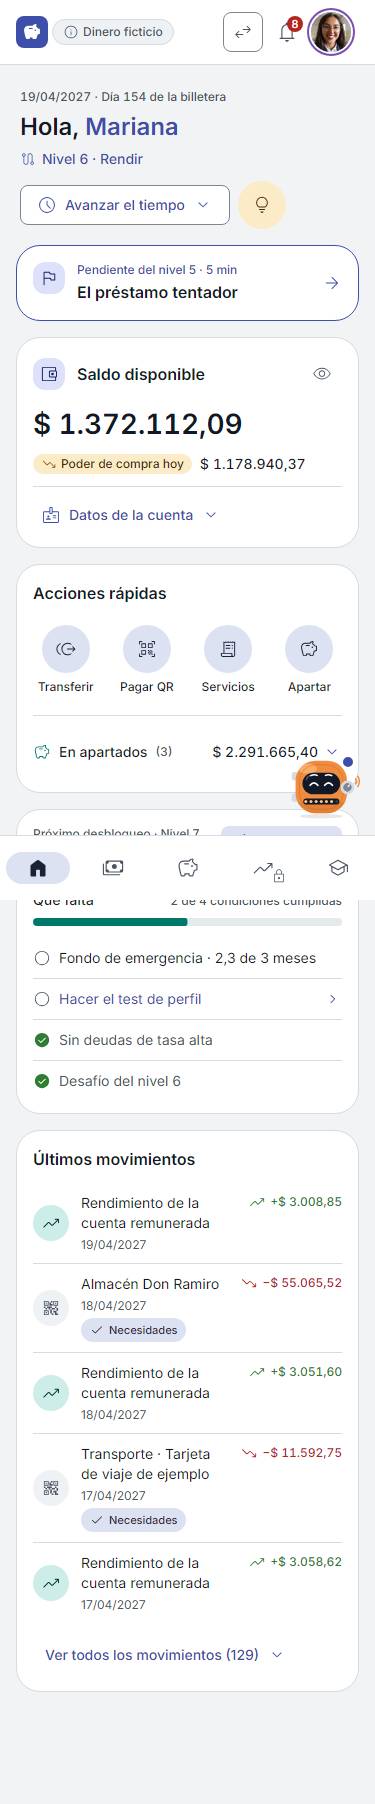 Dinero ficticio
8
19/04/2027 · Día 154 de la billetera
Hola, Mariana
Nivel 6 · Rendir
Avanzar el tiempo
Pendiente del nivel 5 · 5 min
El préstamo tentador
Saldo disponible
$ 1.372.112,09
Poder de compra hoy $ 1.178.940,37
Datos de la cuenta
Acciones rápidas
Transferir Pagar QR Servicios Apartar
En apartados (3) $ 2.291.665,40
Próximo desbloqueo · Nivel 7
Qué falta 2 de 4 condiciones cumplidas
Fondo de emergencia · 2,3 de 3 meses
Hacer el test de perfil
Sin deudas de tasa alta
Desafío del nivel 6
Últimos movimientos
Rendimiento de la +$ 3.008,85
cuenta remunerada
19/04/2027
Almacén Don Ramiro −$ 55.065,52
18/04/2027
Necesidades
Rendimiento de la +$ 3.051,60
cuenta remunerada
18/04/2027
Transporte · Tarjeta −$ 11.592,75
de viaje de ejemplo
17/04/2027
Necesidades
Rendimiento de la +$ 3.058,62
cuenta remunerada
17/04/2027
Ver todos los movimientos (129)